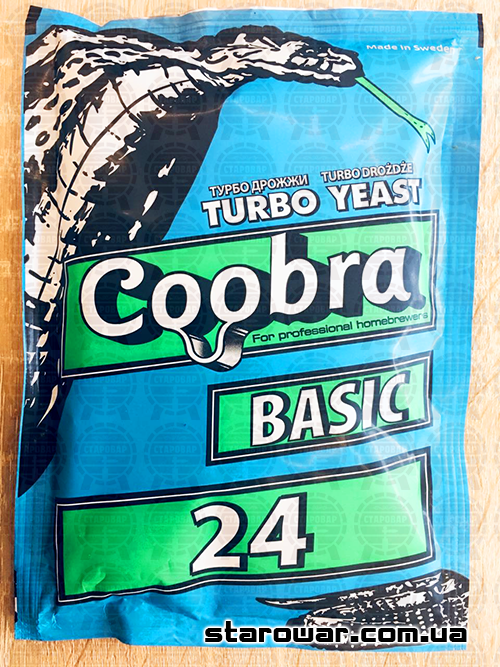 Made in Sweden
ТУРБО ДРОЖЖИ TURBO DROŻDŻE
TURBO YEAST
Coobra
For professional homebrewers
BASIC
24
starowar.com.ua